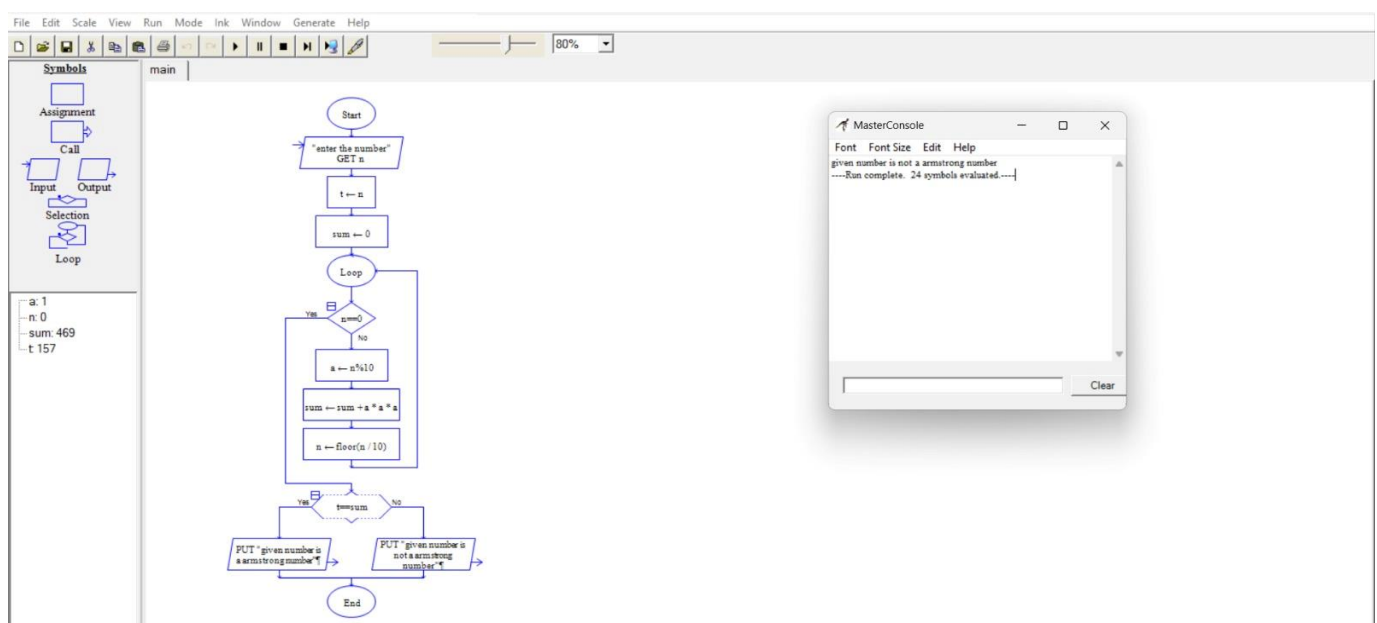 File Edit Scale View Run Mode Ink Window Generate Help
80%
Symbols
Assignment
Call
Input Output
Selection
Loop
a: 1
n: 0
sum: 469
t: 157
main
Start
"enter the number"
GET n
t ← n
sum ← 0
Loop
Yes
n==0
No
a ← n%10
sum ← sum + a * a * a
n ← floor(n / 10)
Yes
t==sum
No
PUT "given number is
a armstrong number"¶
PUT "given number is
not a armstrong
number"¶
End
MasterConsole
Font Font Size Edit Help
given number is not a armstrong number
----Run complete. 24 symbols evaluated.----
Clear